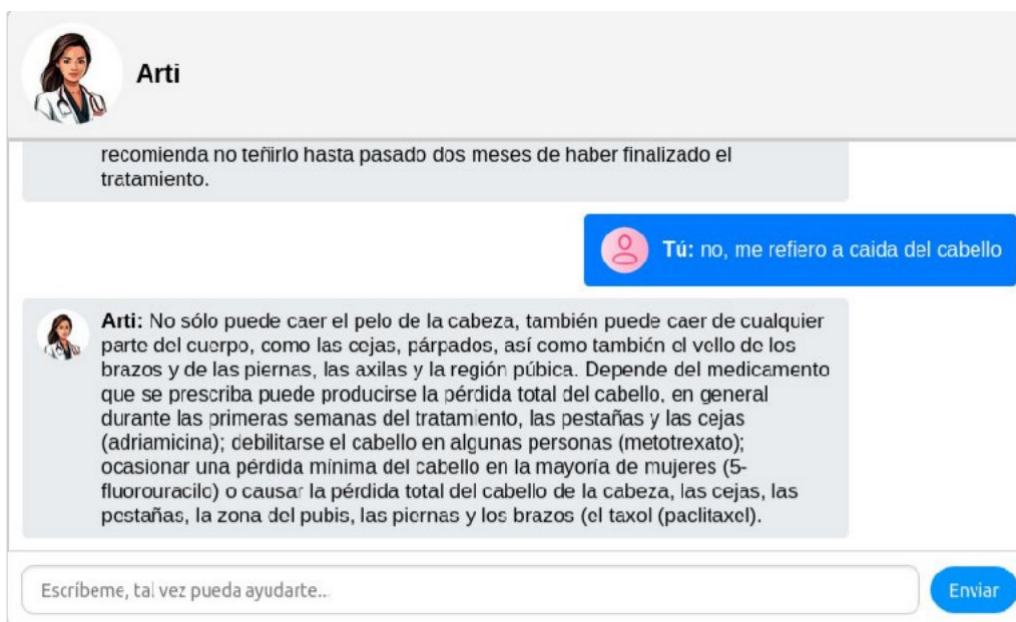 Arti
recomienda no teñirlo hasta pasado dos meses de haber finalizado el
tratamiento.
Tú: no, me refiero a caida del cabello
Arti: No sólo puede caer el pelo de la cabeza, también puede caer de cualquier
parte del cuerpo, como las cejas, párpados, así como también el vello de los
brazos y de las piernas, las axilas y la región púbica. Depende del medicamento
que se prescriba puede producirse la pérdida total del cabello, en general
durante las primeras semanas del tratamiento, las pestañas y las cejas
(adriamicina); debilitarse el cabello en algunas personas (metotrexato);
ocasionar una pérdida mínima del cabello en la mayoría de mujeres (5-
fluorouracilo) o causar la pérdida total del cabello de la cabeza, las cejas, las
pestañas, la zona del pubis, las piernas y los brazos (el taxol (paclitaxel).
Escríbeme, tal vez pueda ayudarte...
Enviar